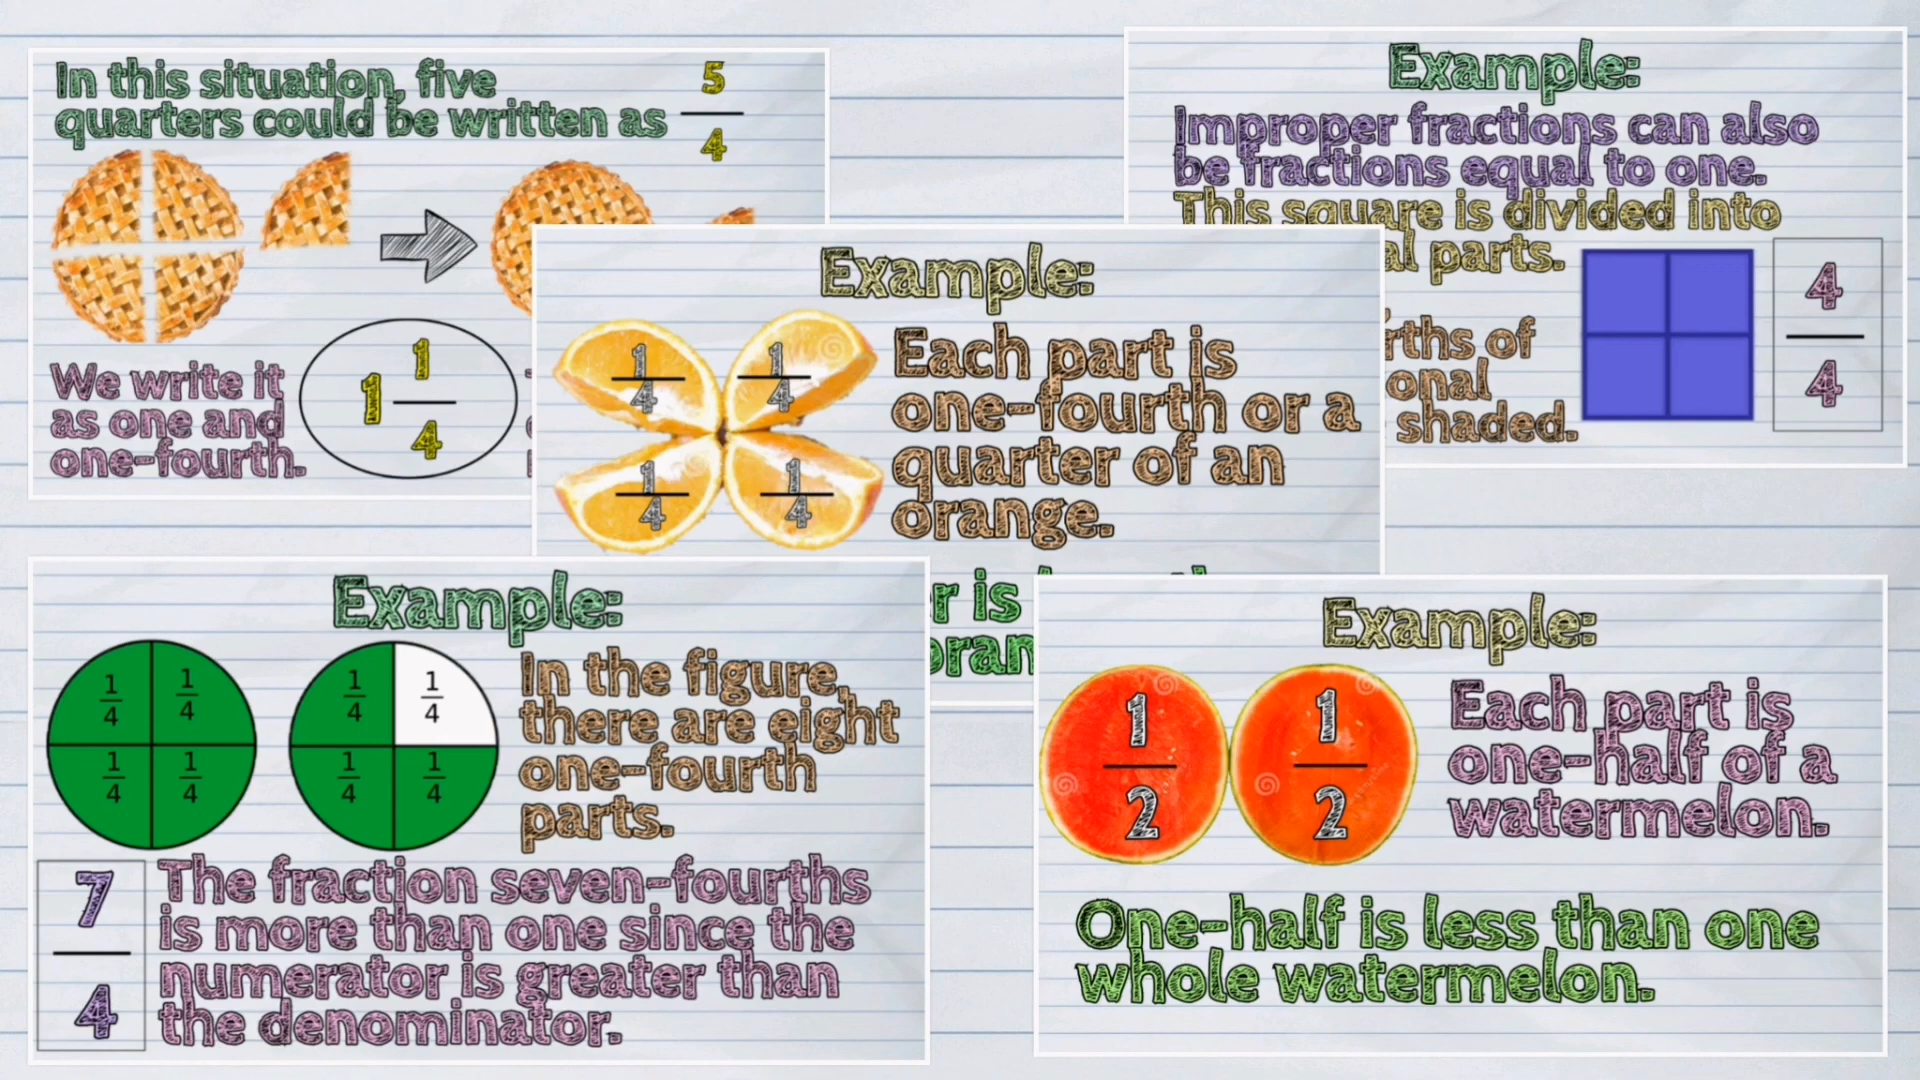 In this situation, five
quarters could be written as
5
4
We write it
as one and
one-fourth.
1 1
4
Example:
Improper fractions can also
be fractions equal to one.
This square is divided into
parts.
of
shaded.
4
4
Example:
1 1
4 4
1 1
4 4
Each part is
one-fourth or a
quarter of an
orange.
is
Example:
1 1 1 1
4 4 4 4
1 1 1 1
4 4 4 4
In the figure,
there are eight
one-fourth
parts.
7
4
The fraction seven-fourths
is more than one since the
numerator is greater than
the denominator.
Example:
1 1
2 2
Each part is
one-half of a
watermelon.
One-half is less than one
whole watermelon.